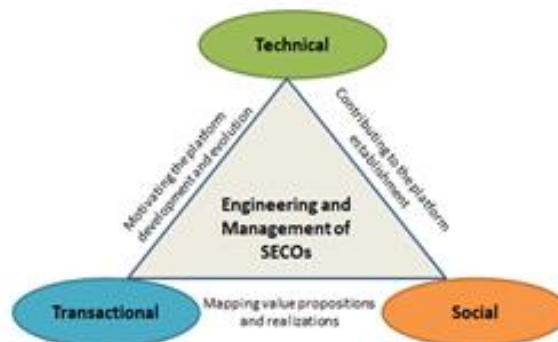 Technical
Motivating the platform
development and evolution
Contributing to the platform
establishment
Engineering and
Management of
SECOs
Transactional
Mapping value propositions
and realizations
Social